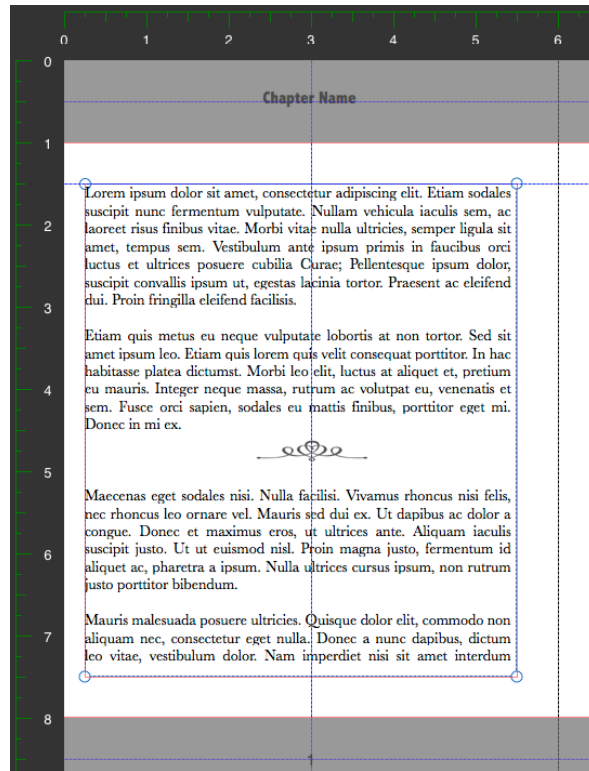 0 1 2 3 4 5 6
0
Chapter Name
1
Lorem ipsum dolor sit amet, consectetur adipiscing elit. Etiam sodales
suscipit nunc fermentum vulputate. Nullam vehicula iaculis sem, ac
laoreet risus finibus vitae. Morbi vitae nulla ultricies, semper ligula sit
2
amet, tempus sem. Vestibulum ante ipsum primis in faucibus orci
luctus et ultrices posuere cubilia Curae; Pellentesque ipsum dolor,
suscipit convallis ipsum ut, egestas lacinia tortor. Praesent ac eleifend
dui. Proin fringilla eleifend facilisis.
3
Etiam quis metus eu neque vulputate lobortis at non tortor. Sed sit
amet ipsum leo. Etiam quis lorem quis velit consequat porttitor. In hac
habitasse platea dictumst. Morbi leo elit, luctus at aliquet et, pretium
4
eu mauris. Integer neque massa, rutrum ac volutpat eu, venenatis et
sem. Fusce orci sapien, sodales eu mattis finibus, porttitor eget mi.
Donec in mi ex.
5
Maecenas eget sodales nisi. Nulla facilisi. Vivamus rhoncus nisi felis,
nec rhoncus leo ornare vel. Mauris sed dui ex. Ut dapibus ac dolor a
congue. Donec et maximus eros, ut ultrices ante. Aliquam iaculis
suscipit justo. Ut ut euismod nisl. Proin magna justo, fermentum id
6
aliquet ac, pharetra a ipsum. Nulla ultrices cursus ipsum, non rutrum
justo porttitor bibendum.
Mauris malesuada posuere ultricies. Quisque dolor elit, commodo non
7
aliquam nec, consectetur eget nulla. Donec a nunc dapibus, dictum
leo vitae, vestibulum dolor. Nam imperdiet nisi sit amet interdum
8
1